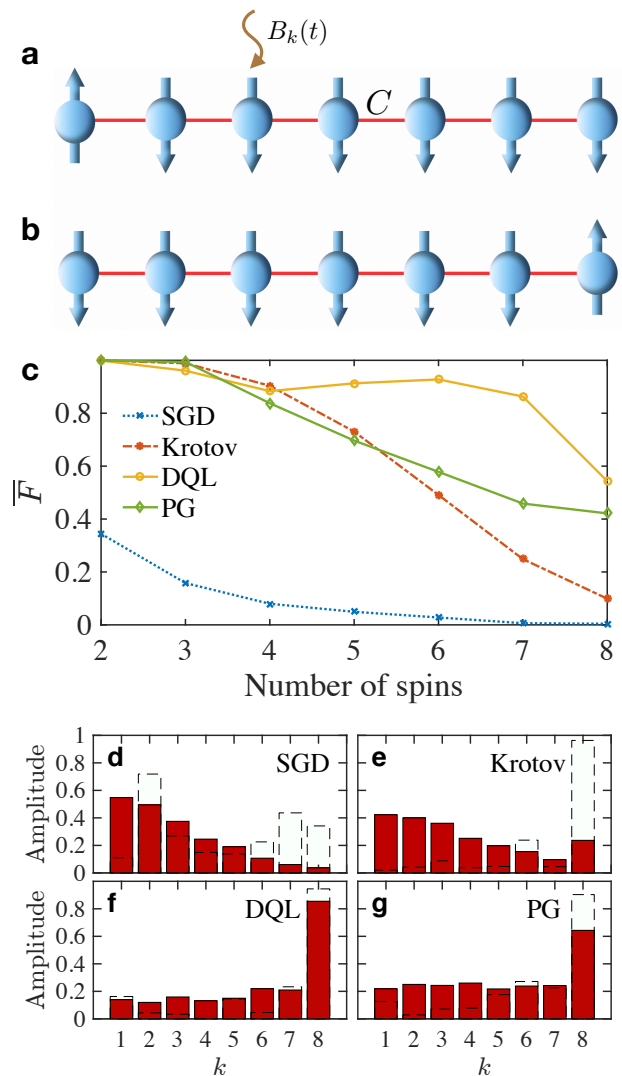 B_k(t)
a
C
b
c
0.8
0.6
0.4
0.2
0
F
SGD
Krotov
DQL
PG
2 3 4 5 6 7 8
Number of spins
1
0.8
0.6
0.4
0.2
0
Amplitude
d SGD
e Krotov
0.8
0.6
0.4
0.2
0
Amplitude
f DQL
g PG
1 2 3 4 5 6 7 8
1 2 3 4 5 6 7 8
k
k